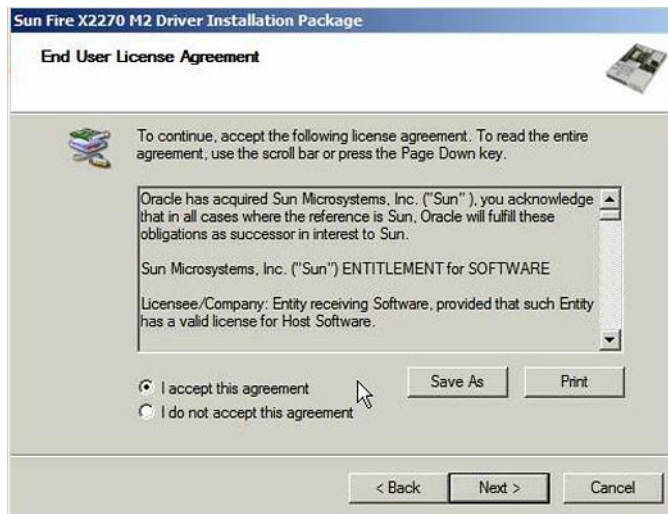 Sun Fire X2270 M2 Driver Installation Package
End User License Agreement
To continue, accept the following license agreement. To read the entire
agreement, use the scroll bar or press the Page Down key.
Oracle has acquired Sun Microsystems, Inc. ("Sun" ), you acknowledge
that in all cases where the reference is Sun, Oracle will fulfill these
obligations as successor in interest to Sun.
Sun Microsystems, Inc. ("Sun") ENTITLEMENT for SOFTWARE
Licensee/Company: Entity receiving Software, provided that such Entity
has a valid license for Host Software.
I accept this agreement
Save As
Print
I do not accept this agreement
< Back
Next >
Cancel